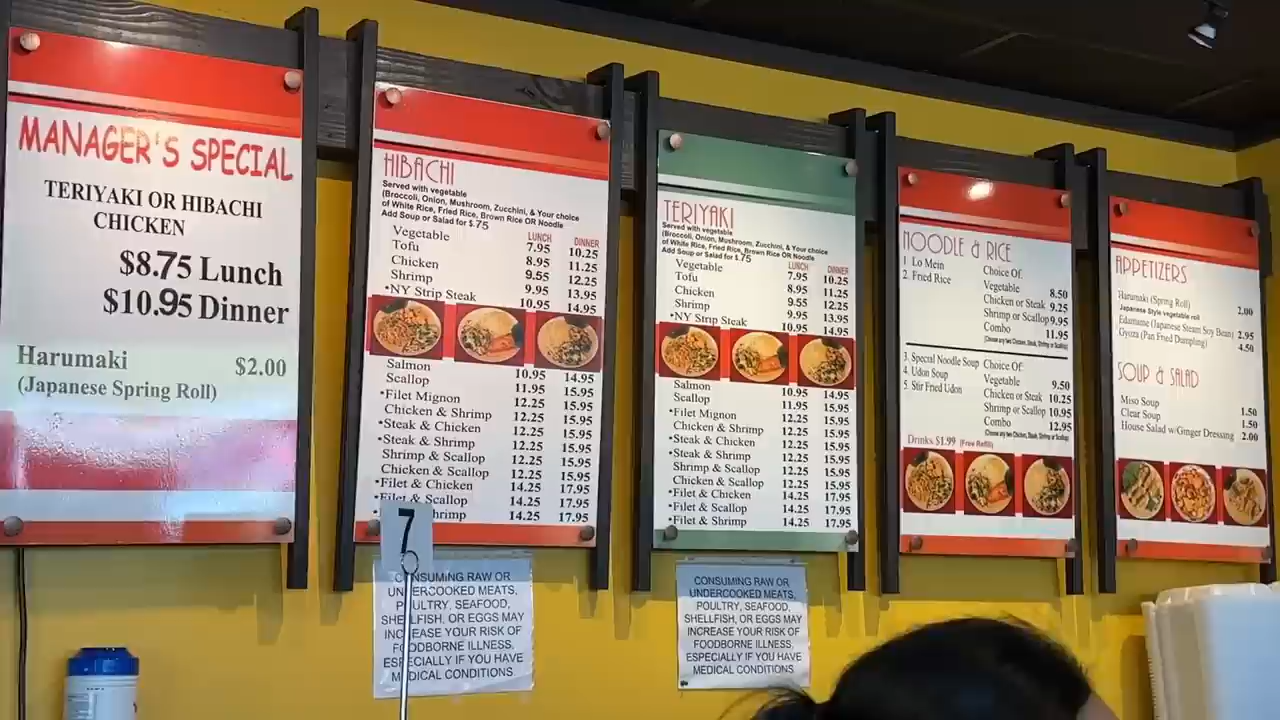 MANAGER'S SPECIAL
TERIYAKI OR HIBACHI
CHICKEN
$8.75 Lunch
$10.95 Dinner
Harumaki $2.00
(Japanese Spring Roll)
HIBACHI
Served with vegetable
(Broccoli, Onion, Mushroom, Zucchini, & Your choice
of White Rice, Fried Rice, Brown Rice OR Noodle
Add Soup or Salad for $.75
LUNCH DINNER
Vegetable 7.95 10.25
Tofu 8.95 11.25
Chicken 9.55 12.25
Shrimp 9.95 13.95
•NY Strip Steak 10.95 14.95
Salmon 10.95 14.95
Scallop 11.95 15.95
•Filet Mignon 12.25 15.95
Chicken & Shrimp 12.25 15.95
•Steak & Chicken 12.25 15.95
•Steak & Shrimp 12.25 15.95
Shrimp & Scallop 12.25 15.95
Chicken & Scallop 12.25 15.95
•Filet & Chicken 14.25 17.95
•Filet & Scallop 14.25 17.95
hrimp 14.25 17.95
TERIYAKI
Served with vegetable
(Broccoli, Onion, Mushroom, Zucchini, & Your choice
of White Rice, Fried Rice, Brown Rice OR Noodle
Add Soup or Salad for $.75
LUNCH DINNER
Vegetable 7.95 10.25
Tofu 8.95 11.25
Chicken 9.55 12.25
Shrimp 9.95 13.95
•NY Strip Steak 10.95 14.95
Salmon 10.95 14.95
Scallop 11.95 15.95
•Filet Mignon 12.25 15.95
Chicken & Shrimp 12.25 15.95
•Steak & Chicken 12.25 15.95
•Steak & Shrimp 12.25 15.95
Shrimp & Scallop 12.25 15.95
Chicken & Scallop 12.25 15.95
•Filet & Chicken 14.25 17.95
•Filet & Scallop 14.25 17.95
•Filet & Shrimp 14.25 17.95
NOODLE & RICE
1. Lo Mein Choice Of:
2. Fried Rice Vegetable 8.50
Chicken or Steak 9.25
Shrimp or Scallop 9.95
Combo 11.95
(Choose any two Chicken, Steak, Shrimp or Scallop)
3. Special Noodle Soup Choice Of:
4. Udon Soup Vegetable 9.50
5. Stir Fried Udon Chicken or Steak 10.25
Shrimp or Scallop 10.95
Combo 12.95
(Choose any two Chicken, Steak, Shrimp or Scallop)
Drinks $1.99 (Free Refill)
APPETIZERS
Harumaki (Spring Roll) 2.00
Japanese Style vegetable roll
Edamame (Japanese Steam Soy Bean) 2.95
Gyoza (Pan Fried Dumpling) 4.50
SOUP & SALAD
Miso Soup 1.50
Clear Soup 1.50
House Salad w/Ginger Dressing 2.00
7
CONSUMING RAW OR
UNDERCOOKED MEATS,
POULTRY, SEAFOOD,
SHELLFISH, OR EGGS MAY
INCREASE YOUR RISK OF
FOODBORNE ILLNESS,
ESPECIALLY IF YOU HAVE
MEDICAL CONDITIONS.
CONSUMING RAW OR
UNDERCOOKED MEATS,
POULTRY, SEAFOOD,
SHELLFISH, OR EGGS MAY
INCREASE YOUR RISK OF
FOODBORNE ILLNESS,
ESPECIALLY IF YOU HAVE
MEDICAL CONDITIONS.